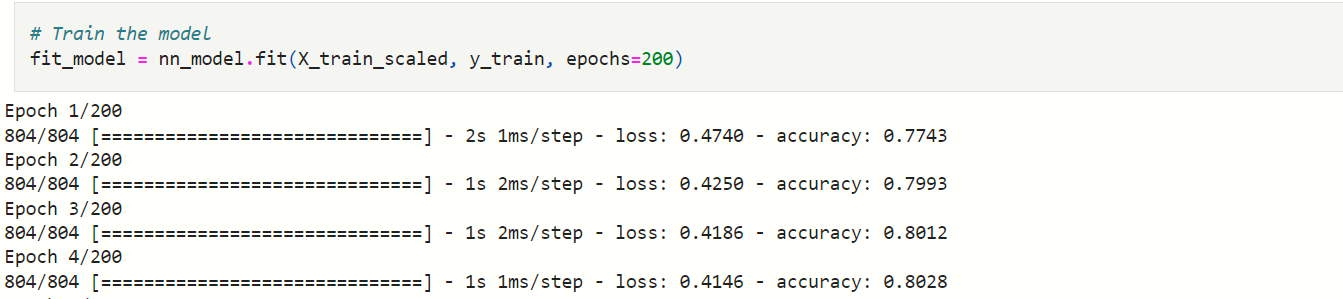 # Train the model
fit_model = nn_model.fit(X_train_scaled, y_train, epochs=200)
Epoch 1/200
804/804 [==============================] - 2s 1ms/step - loss: 0.4740 - accuracy: 0.7743
Epoch 2/200
804/804 [==============================] - 1s 2ms/step - loss: 0.4250 - accuracy: 0.7993
Epoch 3/200
804/804 [==============================] - 1s 2ms/step - loss: 0.4186 - accuracy: 0.8012
Epoch 4/200
804/804 [==============================] - 1s 1ms/step - loss: 0.4146 - accuracy: 0.8028